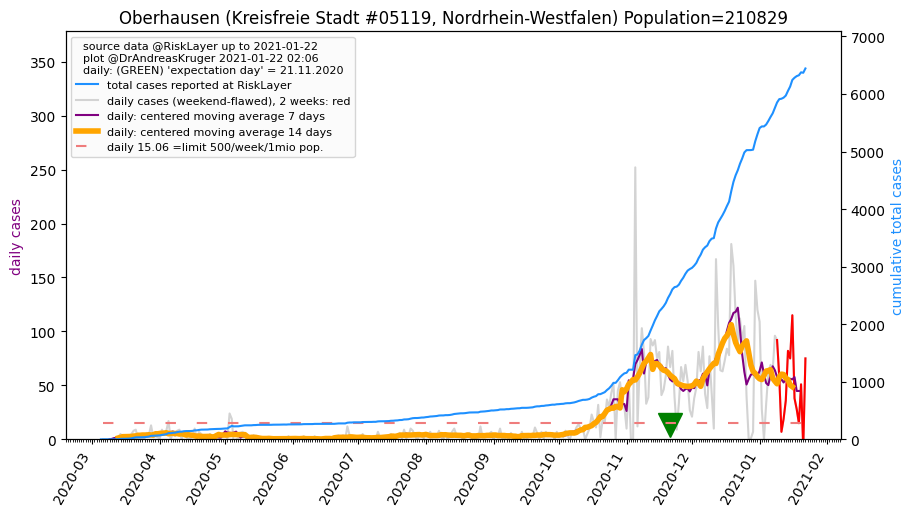 Oberhausen (Kreisfreie Stadt #05119, Nordrhein-Westfalen) Population=210829
source data @RiskLayer up to 2021-01-22
plot @DrAndreasKruger 2021-01-22 02:06
daily: (GREEN) 'expectation day' = 21.11.2020
total cases reported at RiskLayer
daily cases (weekend-flawed), 2 weeks: red
daily: centered moving average 7 days
daily: centered moving average 14 days
daily 15.06 =limit 500/week/1mio pop.
daily cases
350
300
250
200
150
100
50
0
7000
6000
5000
4000
3000
2000
1000
0
cumulative total cases
2020-03
2020-04
2020-05
2020-06
2020-07
2020-08
2020-09
2020-10
2020-11
2020-12
2021-01
2021-02